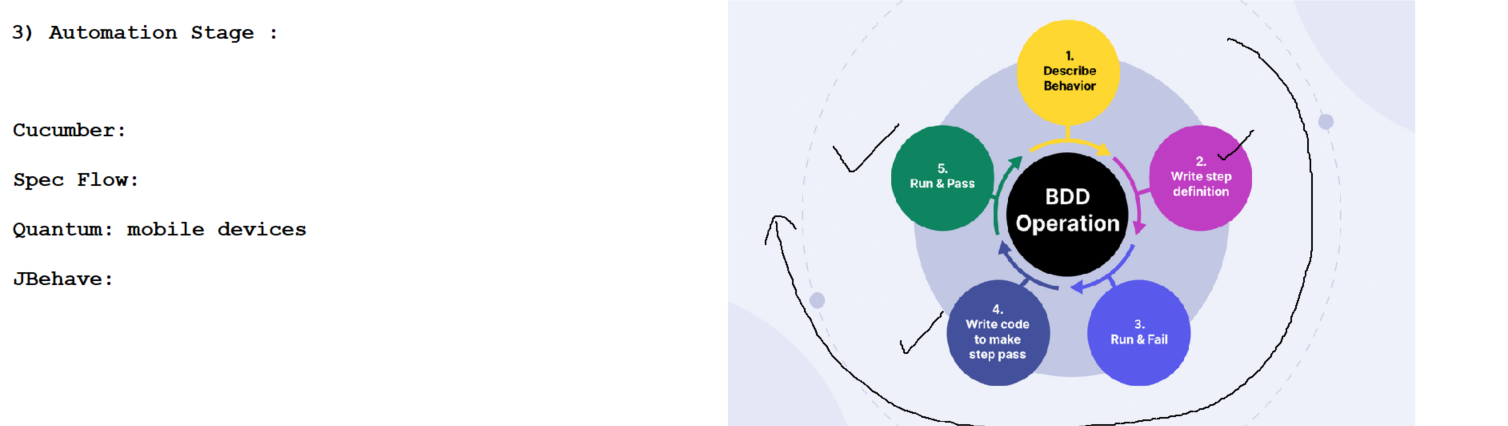 3) Automation Stage :
Cucumber:
Spec Flow:
Quantum: mobile devices
JBehave:
1.
Describe
Behavior
2.
Write step
definition
3.
Run & Fail
4.
Write code
to make
step pass
5.
Run & Pass
BDD
Operation